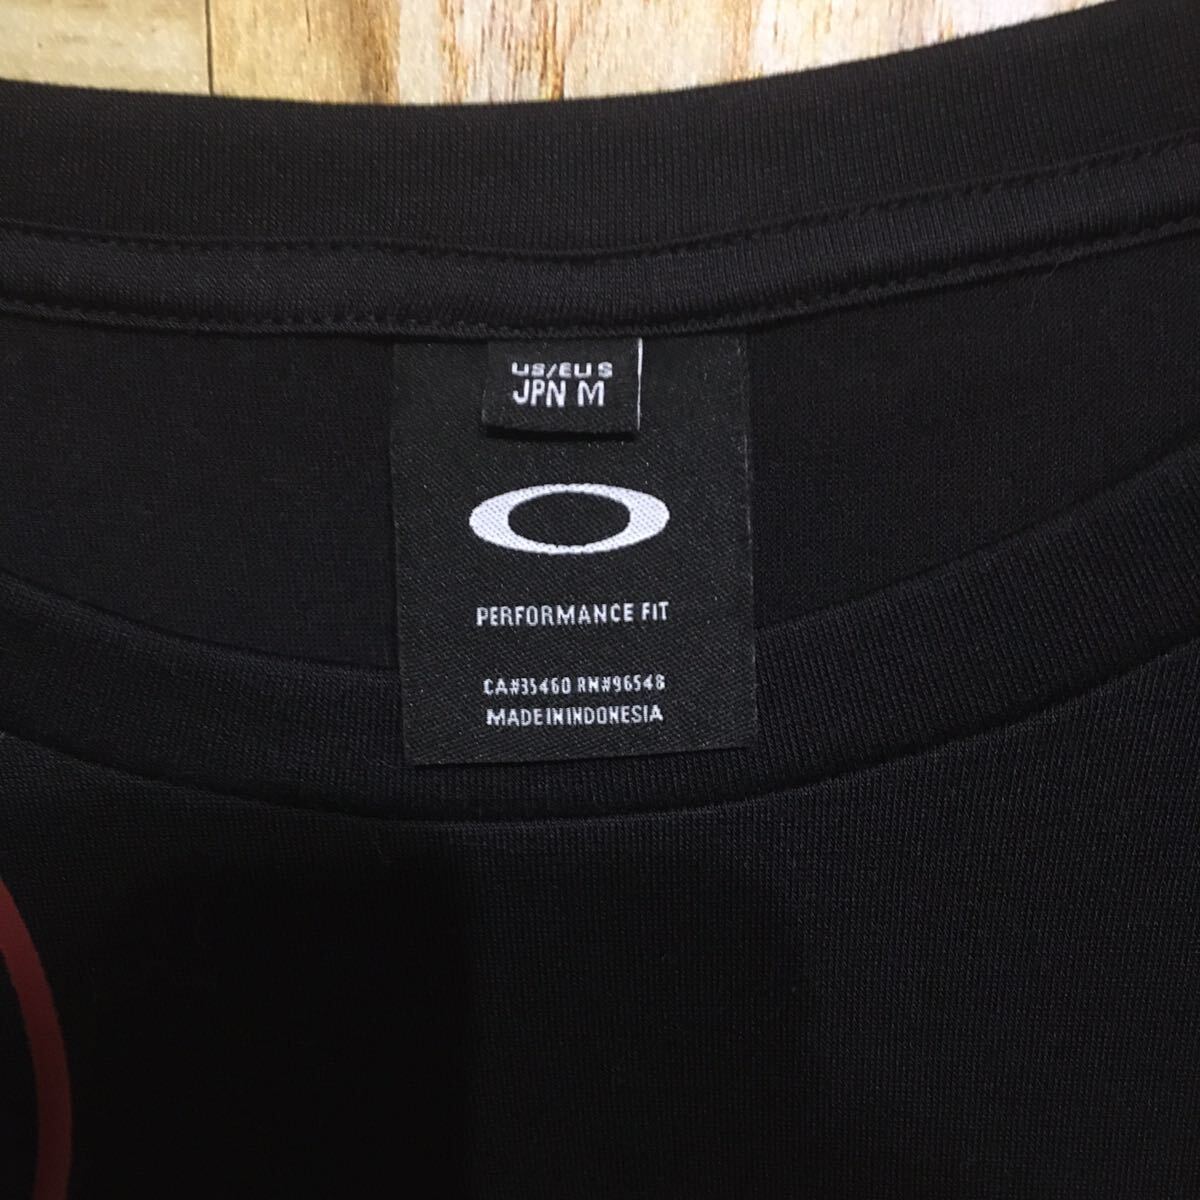 US/EU S
JPN M
PERFORMANCE FIT
CA#35460 RN#96548
MADE IN INDONESIA